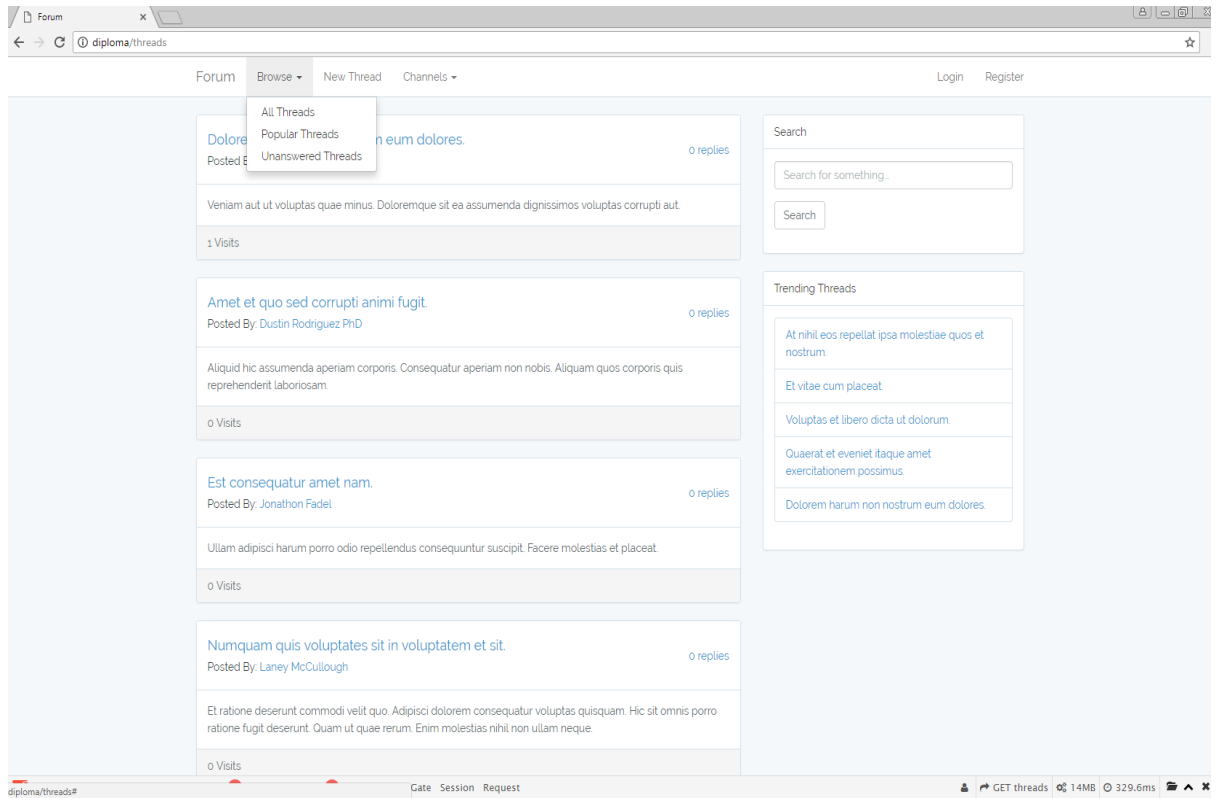 Forum
diploma/threads
Forum Browse New Thread Channels Login Register
All Threads
Popular Threads
Unanswered Threads
Dolore eum dolores.
Posted
0 replies
Veniam aut ut voluptas quae minus. Doloremque sit ea assumenda dignissimos voluptas corrupti aut.
1 Visits
Amet et quo sed corrupti animi fugit.
Posted By: Dustin Rodriguez PhD
0 replies
Aliquid hic assumenda aperiam corporis. Consequatur aperiam non nobis. Aliquam quos corporis quis
reprehenderit laboriosam.
0 Visits
Est consequatur amet nam.
Posted By: Jonathon Fadel
0 replies
Ullam adipisci harum porro odio repellendus consequuntur suscipit. Facere molestias et placeat.
0 Visits
Numquam quis voluptates sit in voluptatem et sit.
Posted By: Laney McCullough
0 replies
Et ratione deserunt commodi velit quo. Adipisci dolorem consequatur voluptas quisquam. Hic sit omnis porro
ratione fugit deserunt. Quam ut quae rerum. Enim molestias nihil non ullam neque.
0 Visits
Search
Search for something...
Search
Trending Threads
At nihil eos repellat ipsa molestiae quos et
nostrum.
Et vitae cum placeat.
Voluptas et libero dicta ut dolorum.
Quaerat et eveniet itaque amet
exercitationem possimus.
Dolorem harum non nostrum eum dolores.
diploma/threads#
Gate Session Request
GET threads 14MB 329.6ms